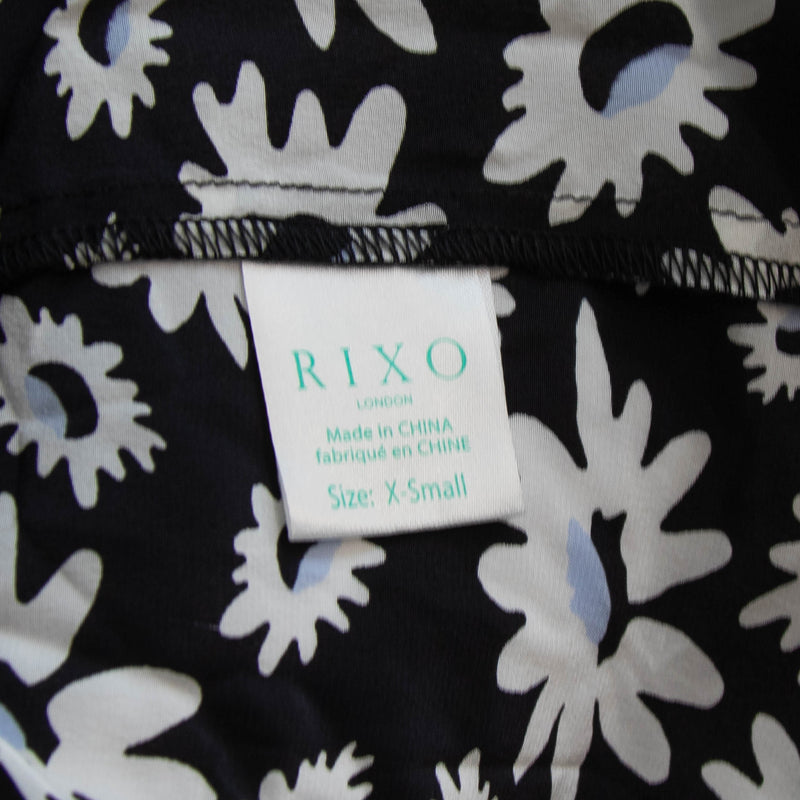 RIXO
LONDON
Made in CHINA
fabriqué en CHINE
Size: X-Small